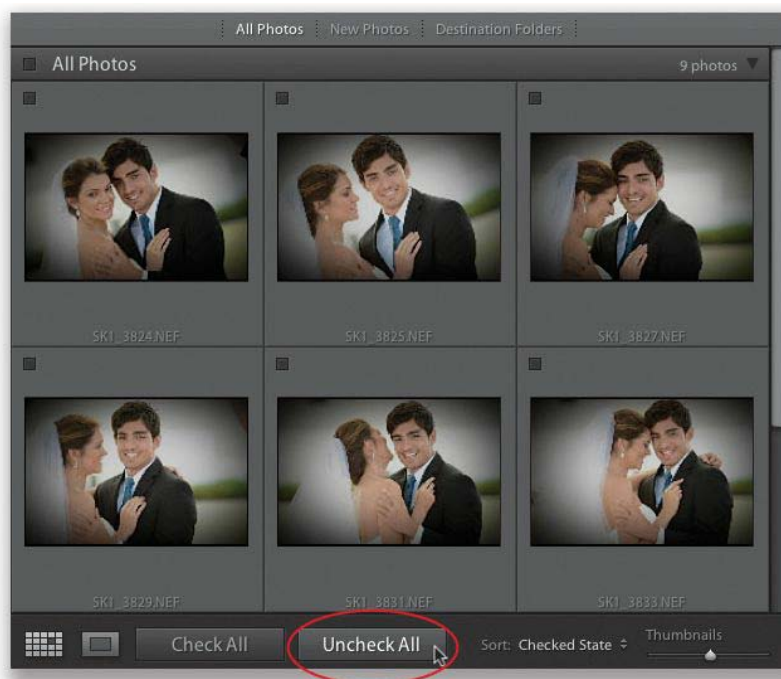 All Photos New Photos Destination Folders
All Photos 9 photos
SK1_3824.NEF SK1_3825.NEF SK1_3827.NEF
SK1_3829.NEF SK1_3831.NEF SK1_3833.NEF
Check All Uncheck All Sort: Checked State Thumbnails